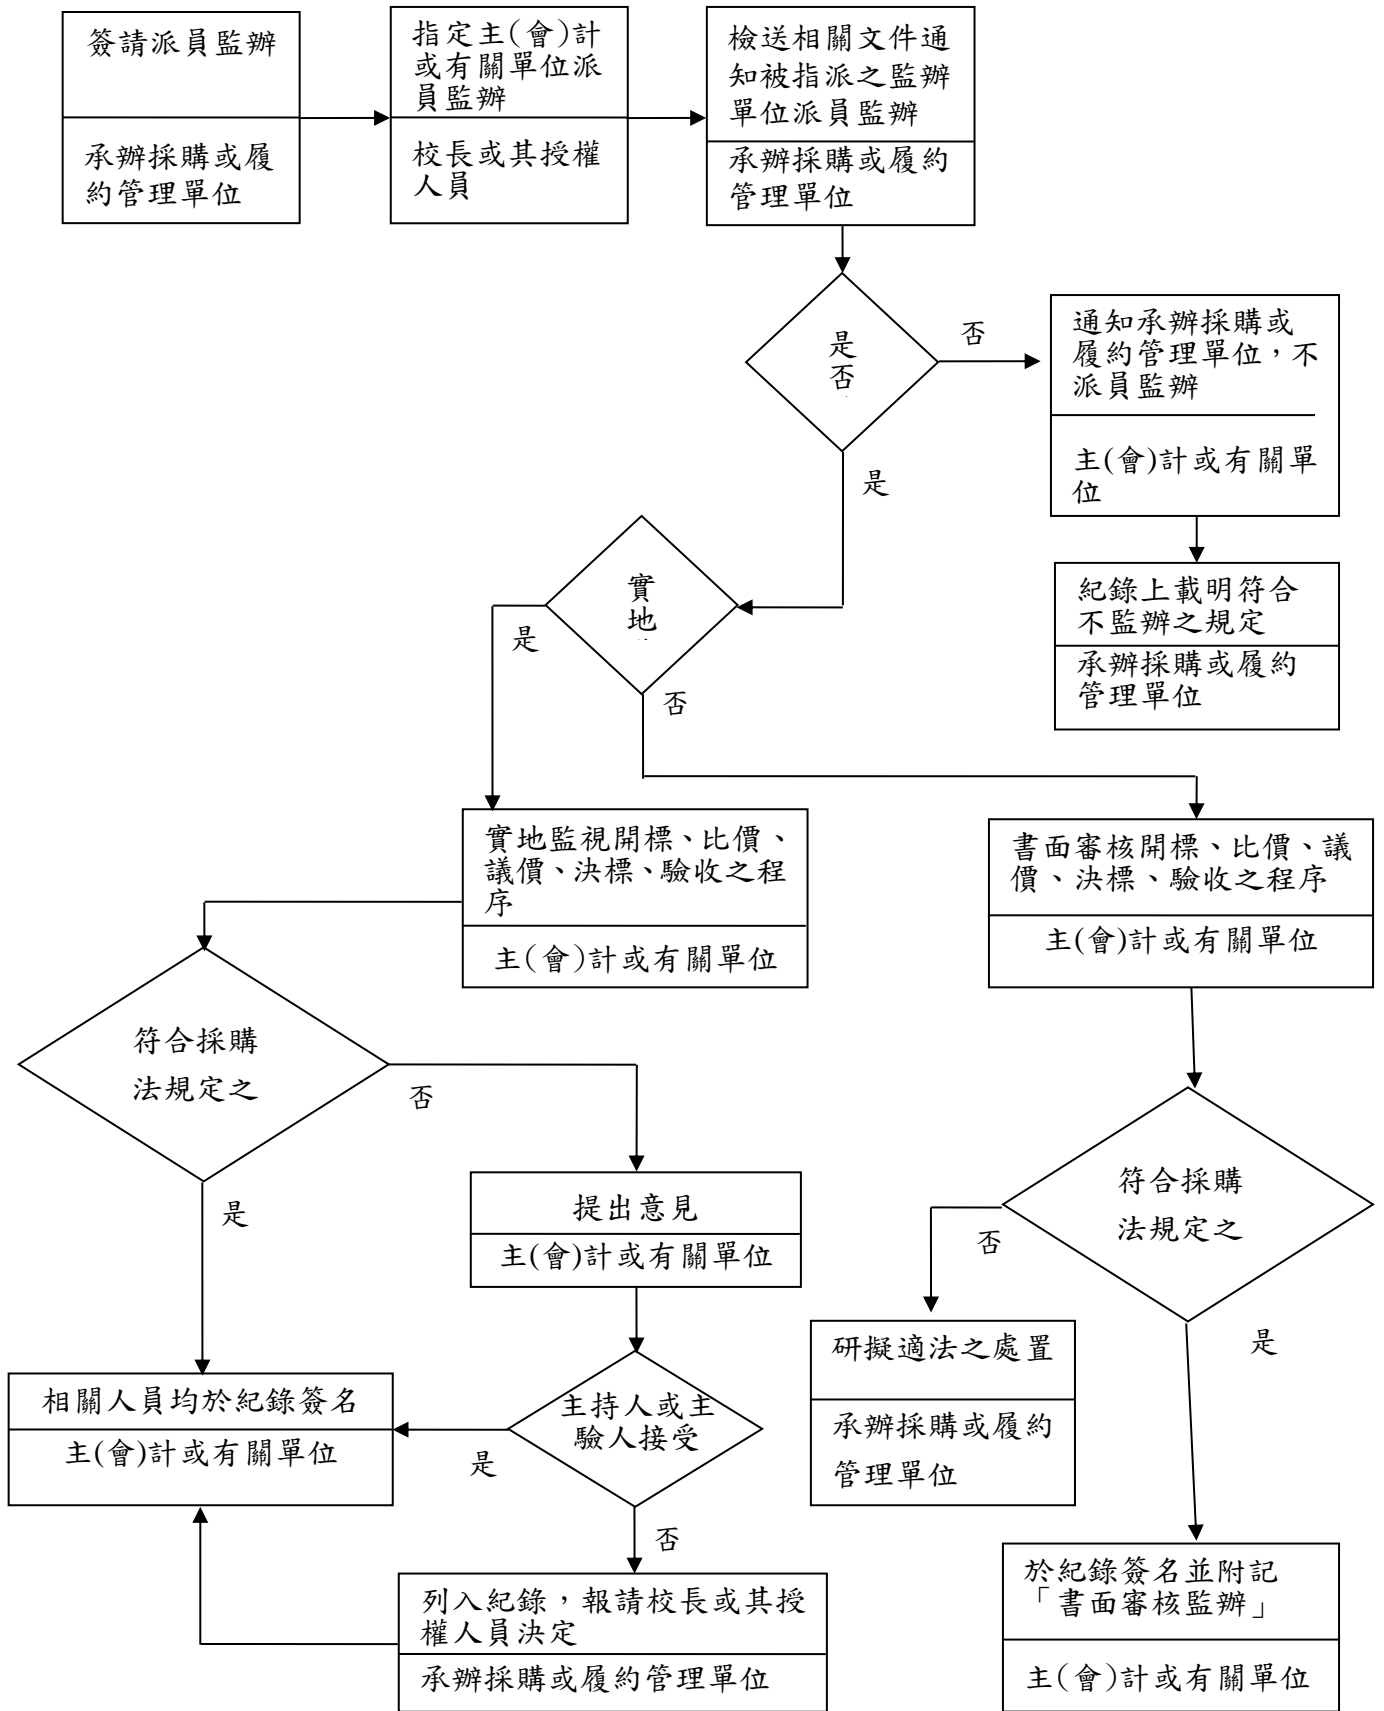 簽請派員監辦
承辦採購或履
約管理單位
指定主(會)計
或有關單位派
員監辦
校長或其授權
人員
檢送相關文件通
知被指派之監辦
單位派員監辦
承辦採購或履約
管理單位
是
否
否
是
通知承辦採購或
履約管理單位，不
派員監辦
主(會)計或有關單
位
紀錄上載明符合
不監辦之規定
承辦採購或履約
管理單位
實
地
是
否
實地監視開標、比價、
議價、決標、驗收之程
序
主(會)計或有關單位
書面審核開標、比價、議
價、決標、驗收之程序
主(會)計或有關單位
符合採購
法規定之
否
是
提出意見
主(會)計或有關單位
符合採購
法規定之
否
是
研擬適法之處置
承辦採購或履約
管理單位
相關人員均於紀錄簽名
主(會)計或有關單位
主持人或主
驗人接受
是
否
列入紀錄，報請校長或其授
權人員決定
承辦採購或履約管理單位
於紀錄簽名並附記
「書面審核監辦」
主(會)計或有關單位